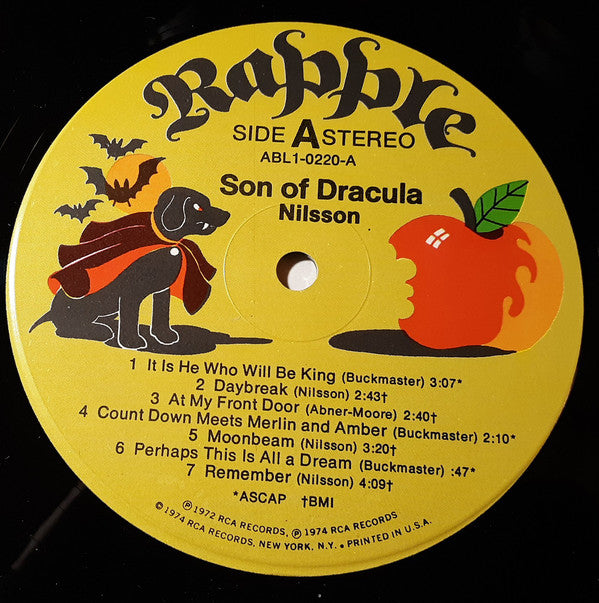 Rapple
SIDE A STEREO
ABL1-0220-A
Son of Dracula
Nilsson
1 It Is He Who Will Be King (Buckmaster) 3:07*
2 Daybreak (Nilsson) 2:43†
3 At My Front Door (Abner-Moore) 2:40†
4 Count Down Meets Merlin and Amber (Buckmaster) 2:10*
5 Moonbeam (Nilsson) 3:20†
6 Perhaps This Is All a Dream (Buckmaster) :47*
7 Remember (Nilsson) 4:09†
*ASCAP †BMI
℗ 1972 RCA RECORDS, ℗ 1974 RCA RECORDS
© 1974 RCA RECORDS, NEW YORK, N.Y. • PRINTED IN U.S.A.